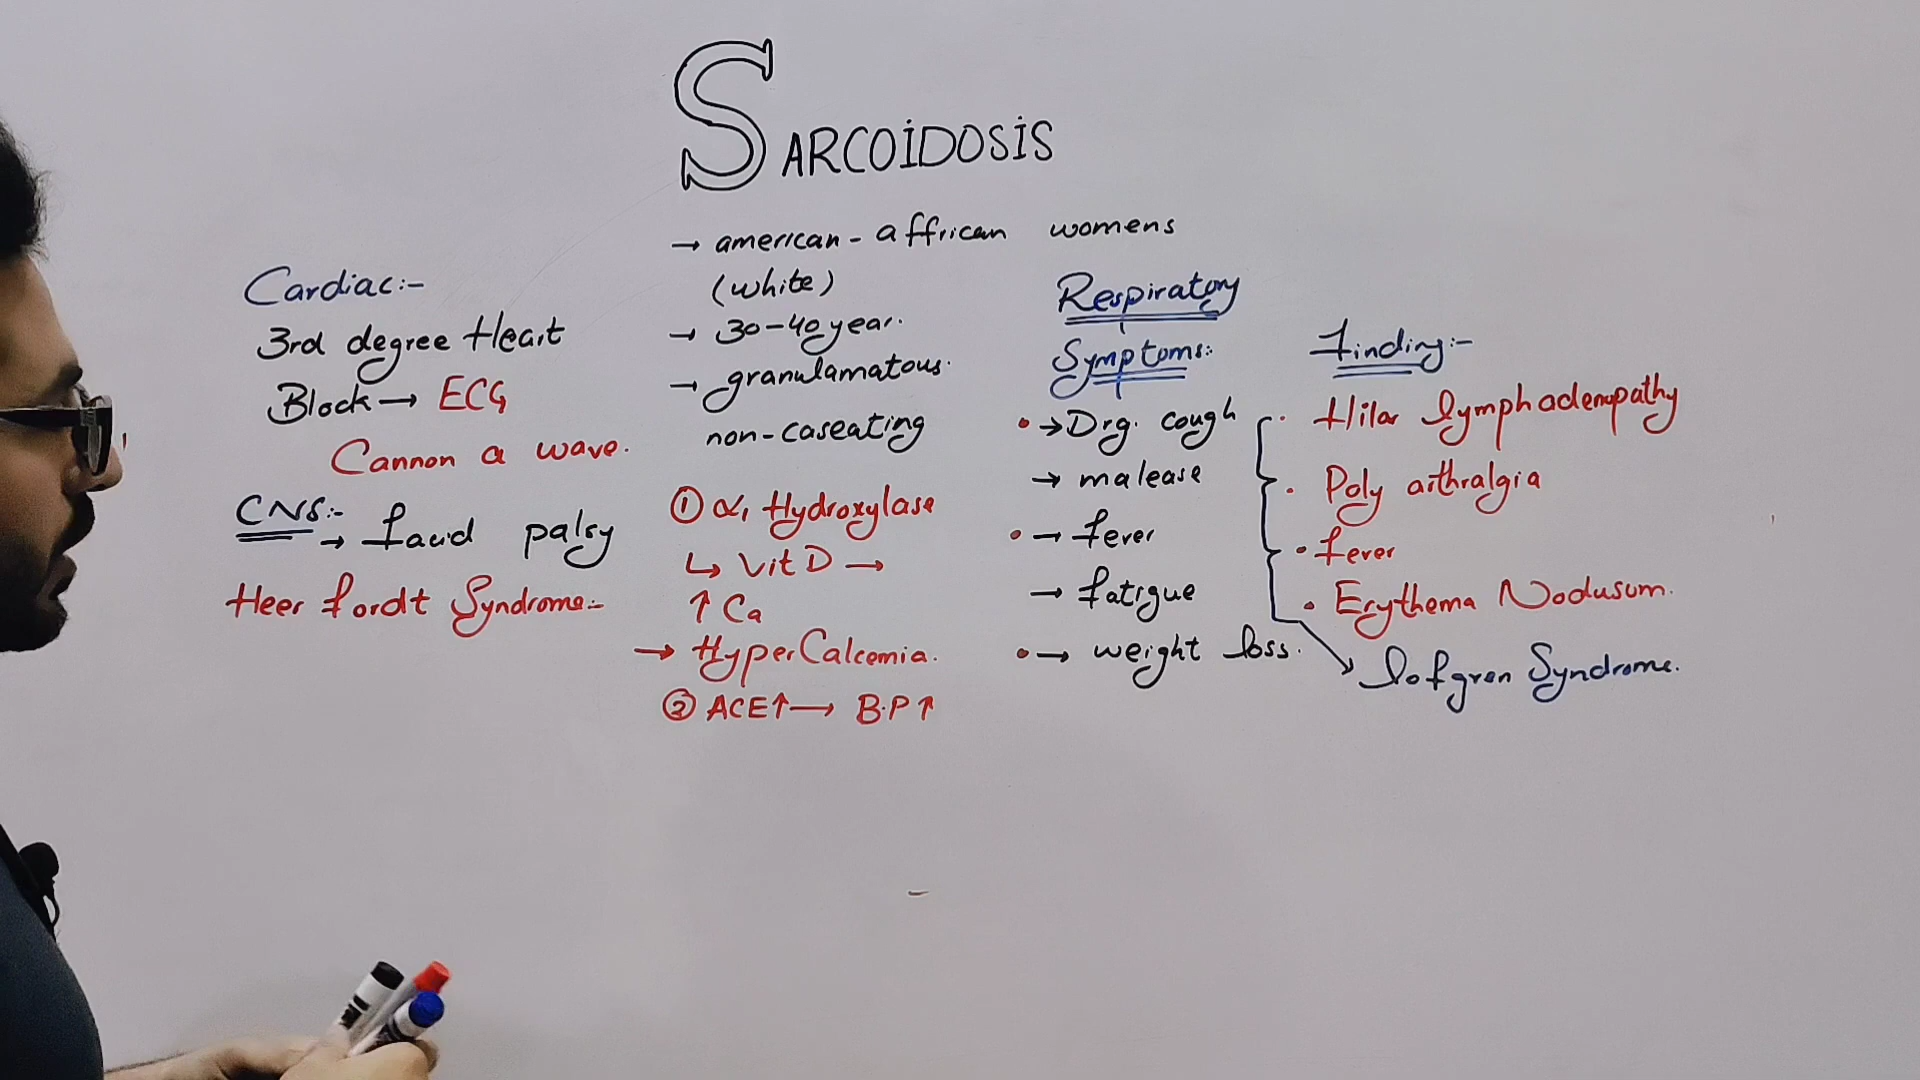 SARCOIDOSIS
→ american - affrican womens
(white)
→ 30-40 year.
→ granulamatous.
non-caseating
① α, Hydroxylase
↳ Vit D →
↑ Ca
→ HyperCalcemia.
② ACE↑ → B.P↑
Cardiac:-
3rd degree Heart
Block → ECG
Cannon a wave.
CNS:-
→ facid palsy
Heer fordt Syndrome:-
Respiratory
Symptoms:
• → Dry. cough
→ malease
• → fever
→ fatigue
• → weight loss.
Finding:-
• Hilar lymphadenopathy
• Poly arthralgia
• fever
• Erythema Nodusum.
lofgren Syndrome.